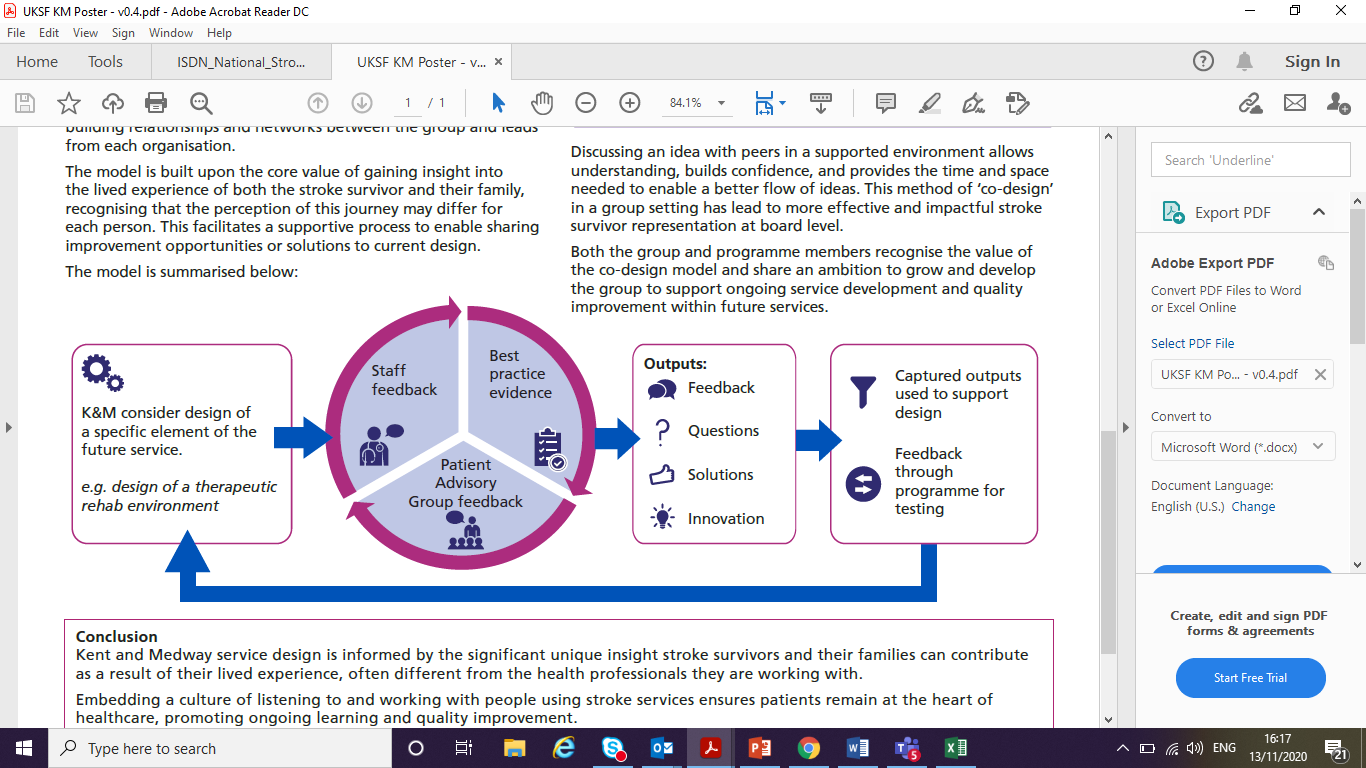 UKSF KM Poster - v0.4.pdf - Adobe Acrobat Reader DC
File Edit View Sign Window Help
Home Tools ISDN_National_Stro... UKSF KM Poster - v... ×
Sign In
1 / 1
84.1%
building relationships and networks between the group and leads
from each organisation.
The model is built upon the core value of gaining insight into
the lived experience of both the stroke survivor and their family,
recognising that the perception of this journey may differ for
each person. This facilitates a supportive process to enable sharing
improvement opportunities or solutions to current design.
The model is summarised below:
Discussing an idea with peers in a supported environment allows
understanding, builds confidence, and provides the time and space
needed to enable a better flow of ideas. This method of ‘co-design’
in a group setting has lead to more effective and impactful stroke
survivor representation at board level.
Both the group and programme members recognise the value of
the co-design model and share an ambition to grow and develop
the group to support ongoing service development and quality
improvement within future services.
K&M consider design of
a specific element of the
future service.
e.g. design of a therapeutic
rehab environment
Staff
feedback
Best
practice
evidence
Patient
Advisory
Group feedback
Outputs:
Feedback
Questions
Solutions
Innovation
Captured outputs
used to support
design
Feedback
through
programme for
testing
Conclusion
Kent and Medway service design is informed by the significant unique insight stroke survivors and their families can contribute
as a result of their lived experience, often different from the health professionals they are working with.
Embedding a culture of listening to and working with people using stroke services ensures patients remain at the heart of
healthcare, promoting ongoing learning and quality improvement.
Search 'Underline'
Export PDF
Adobe Export PDF
Convert PDF Files to Word
or Excel Online
Select PDF File
UKSF KM Po... - v0.4.pdf
Convert to
Microsoft Word (*.docx)
Document Language:
English (U.S.) Change
Create, edit and sign PDF
forms & agreements
Start Free Trial
Type here to search
5
ENG
16:17
13/11/2020
21